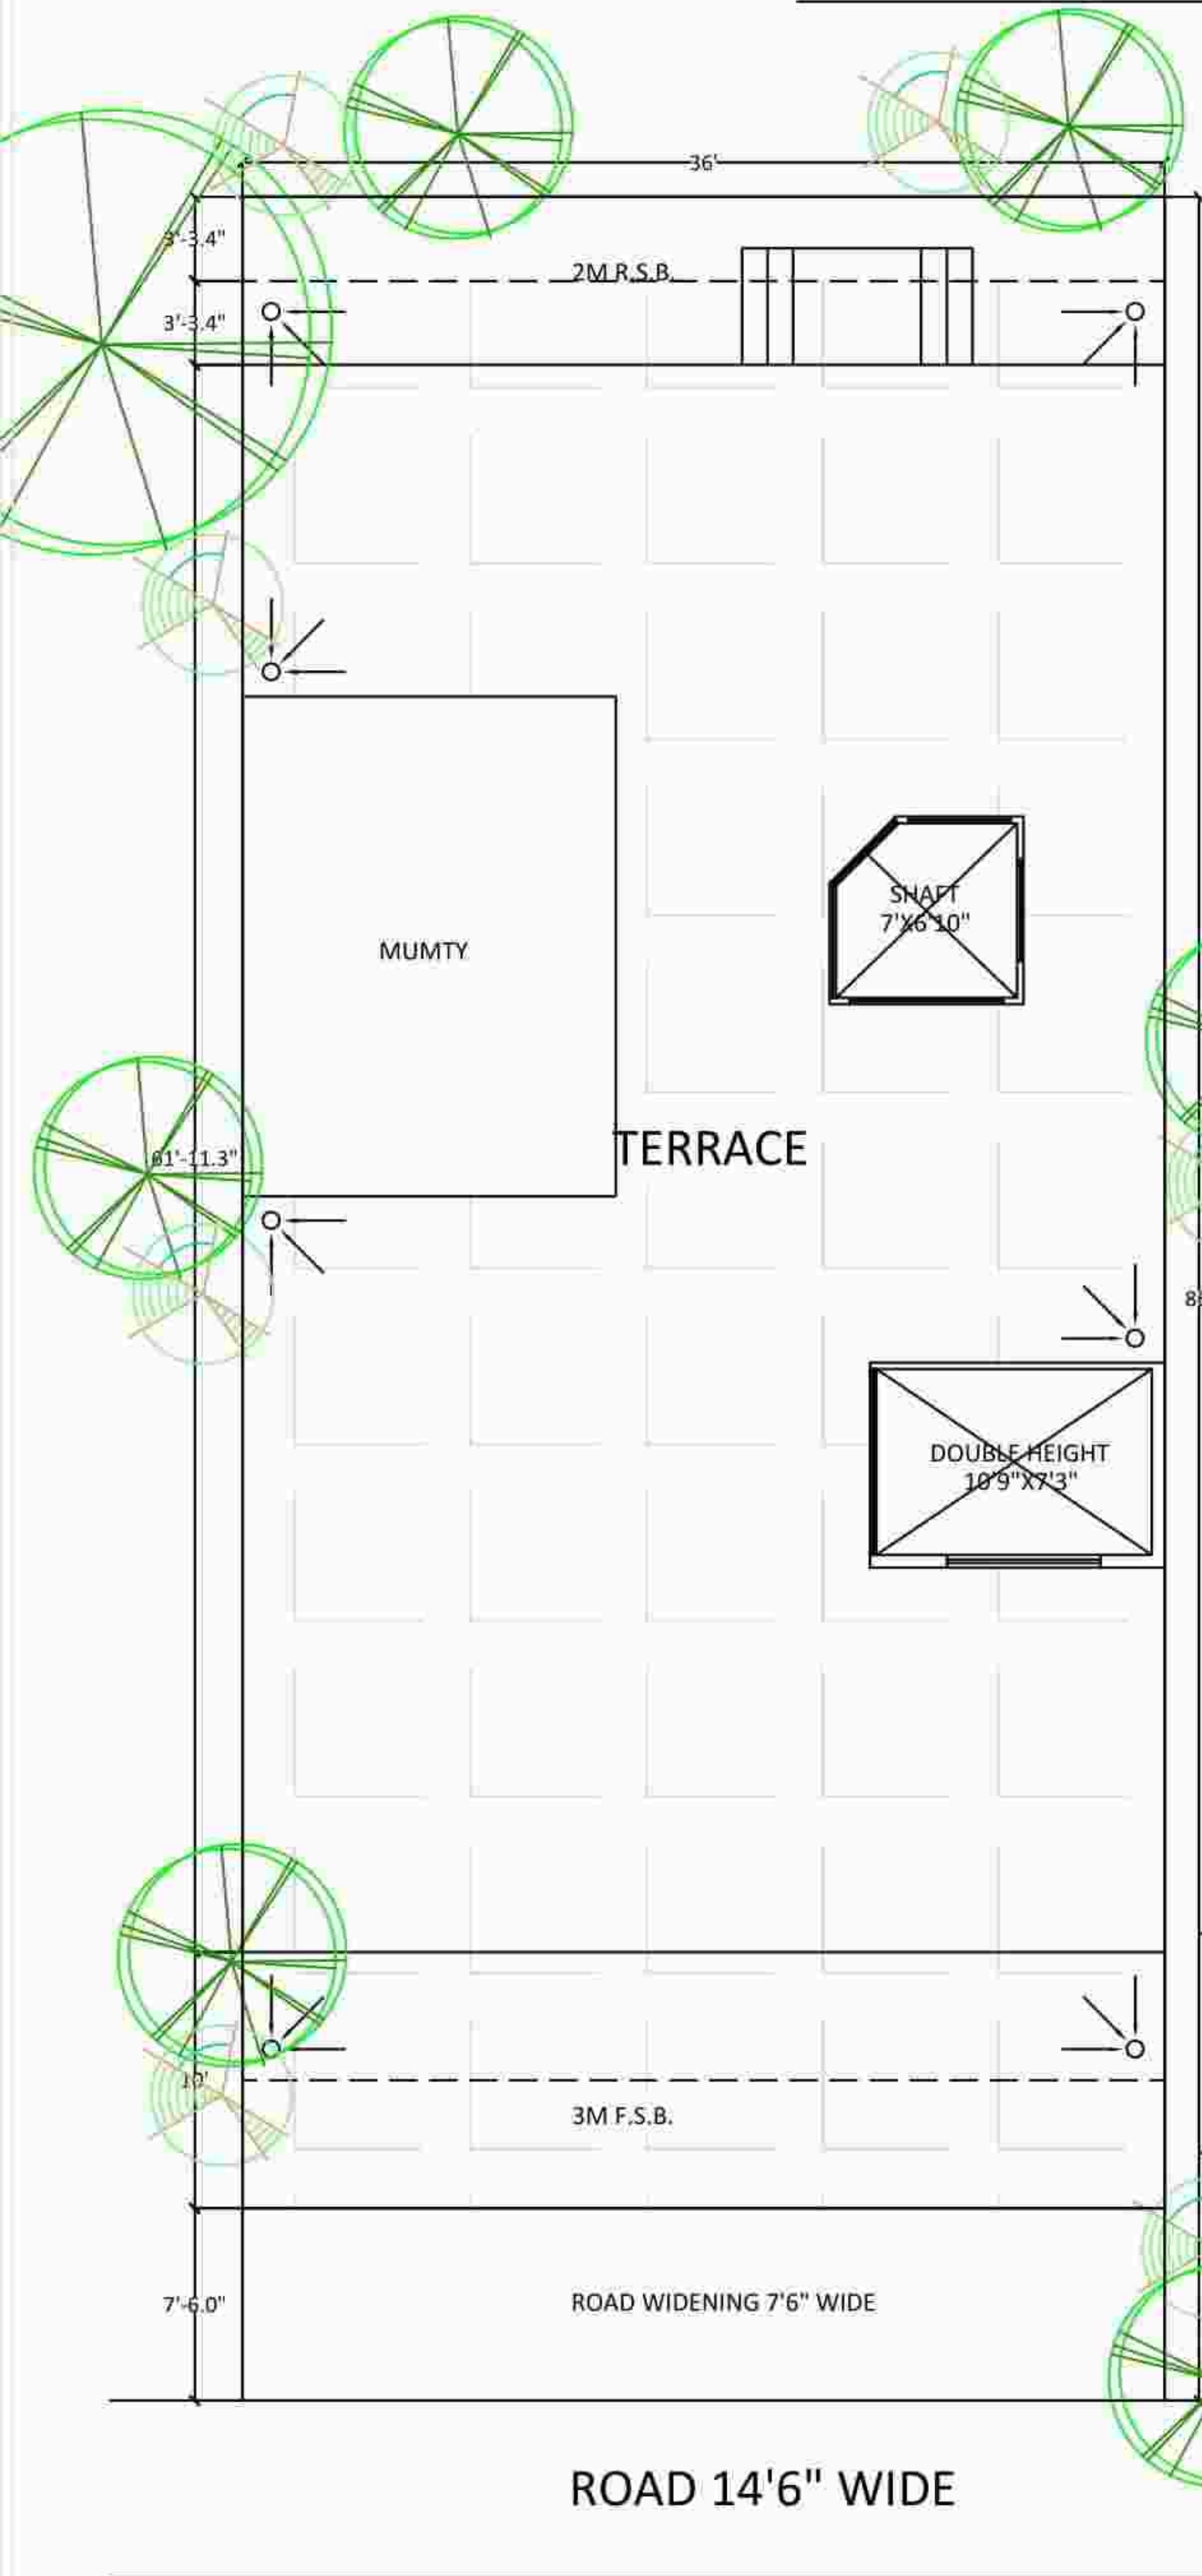 36'
3'-3.4"
2M R.S.B.
3'-3.4"
SHAFT
7'X6'10"
MUMTY
TERRACE
61'-11.3"
DOUBLE HEIGHT
10'9"X7'3"
10'
3M F.S.B.
7'-6.0"
ROAD WIDENING 7'6" WIDE
ROAD 14'6" WIDE